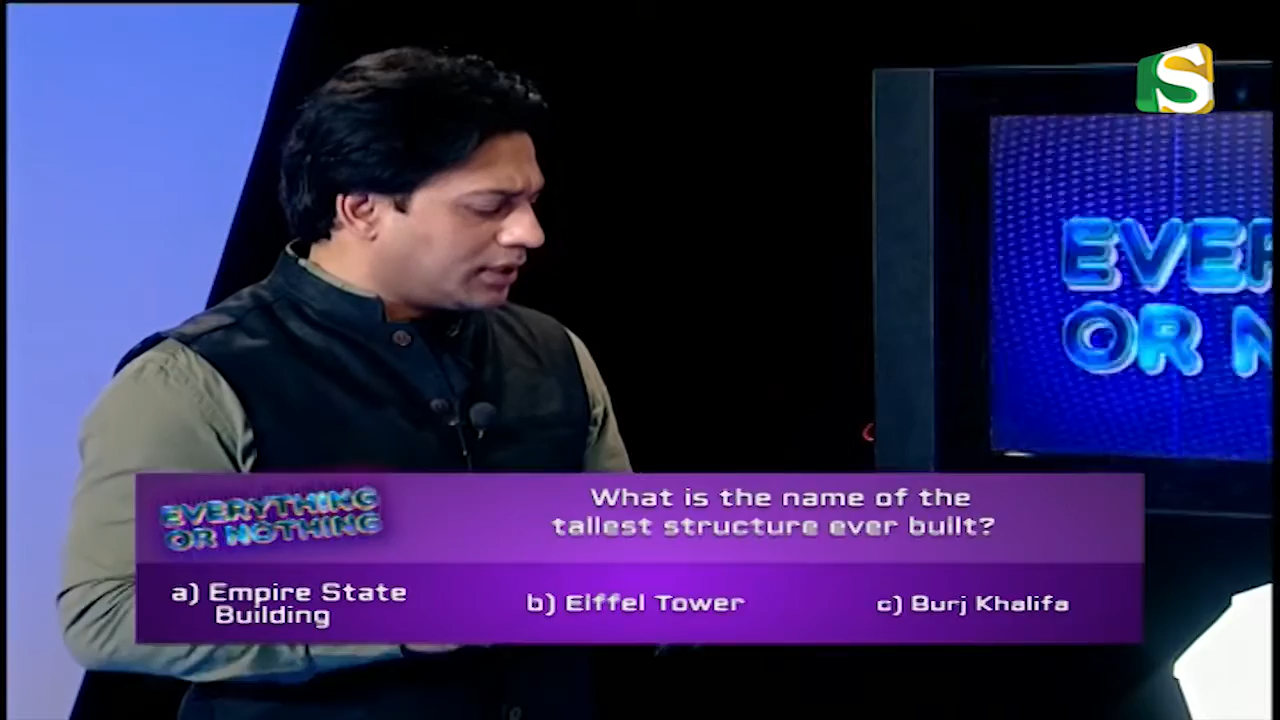 S
EVER
OR N
EVERYTHING
OR NOTHING
What is the name of the
tallest structure ever built?
a) Empire State
Building
b) Eiffel Tower
c) Burj Khalifa